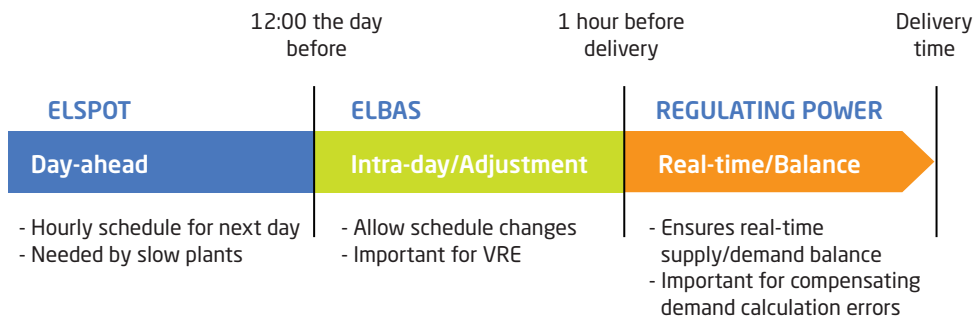 12:00 the day
before
1 hour before
delivery
Delivery
time
ELSPOT
ELBAS
REGULATING POWER
Day-ahead
Intra-day/Adjustment
Real-time/Balance
- Hourly schedule for next day
- Needed by slow plants
- Allow schedule changes
- Important for VRE
- Ensures real-time
supply/demand balance
- Important for compensating
demand calculation errors